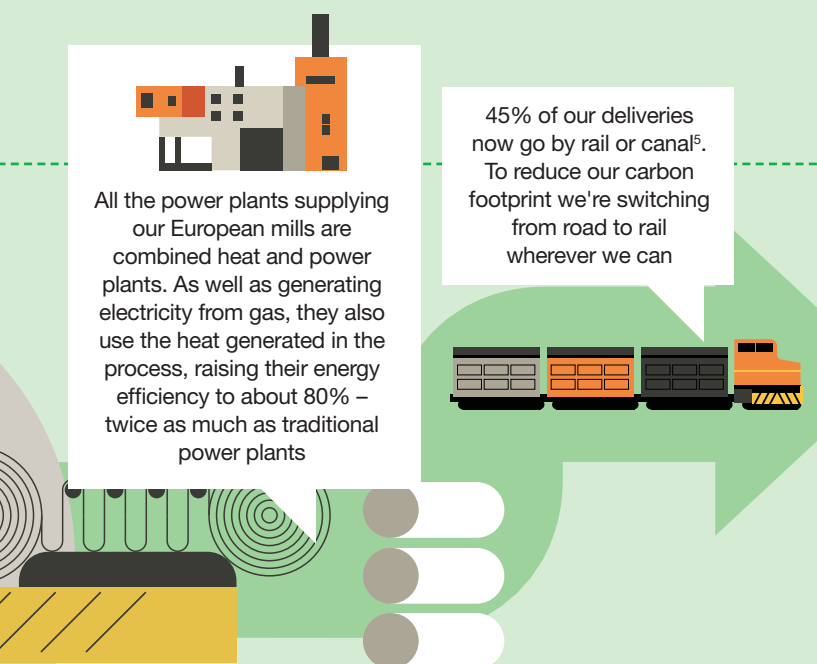 All the power plants supplying
our European mills are
combined heat and power
plants. As well as generating
electricity from gas, they also
use the heat generated in the
process, raising their energy
efficiency to about 80% –
twice as much as traditional
power plants
45% of our deliveries
now go by rail or canal⁵.
To reduce our carbon
footprint we're switching
from road to rail
wherever we can